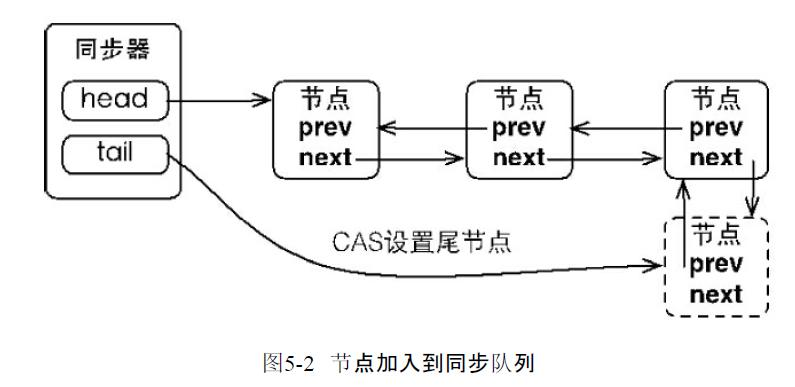 同步器
head
tail
节点
prev
next
节点
prev
next
节点
prev
next
CAS设置尾节点
节点
prev
next
图5-2 节点加入到同步队列